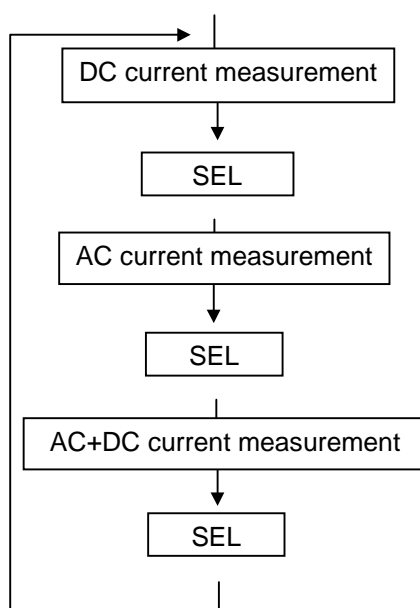 DC current measurement
SEL
AC current measurement
SEL
AC+DC current measurement
SEL